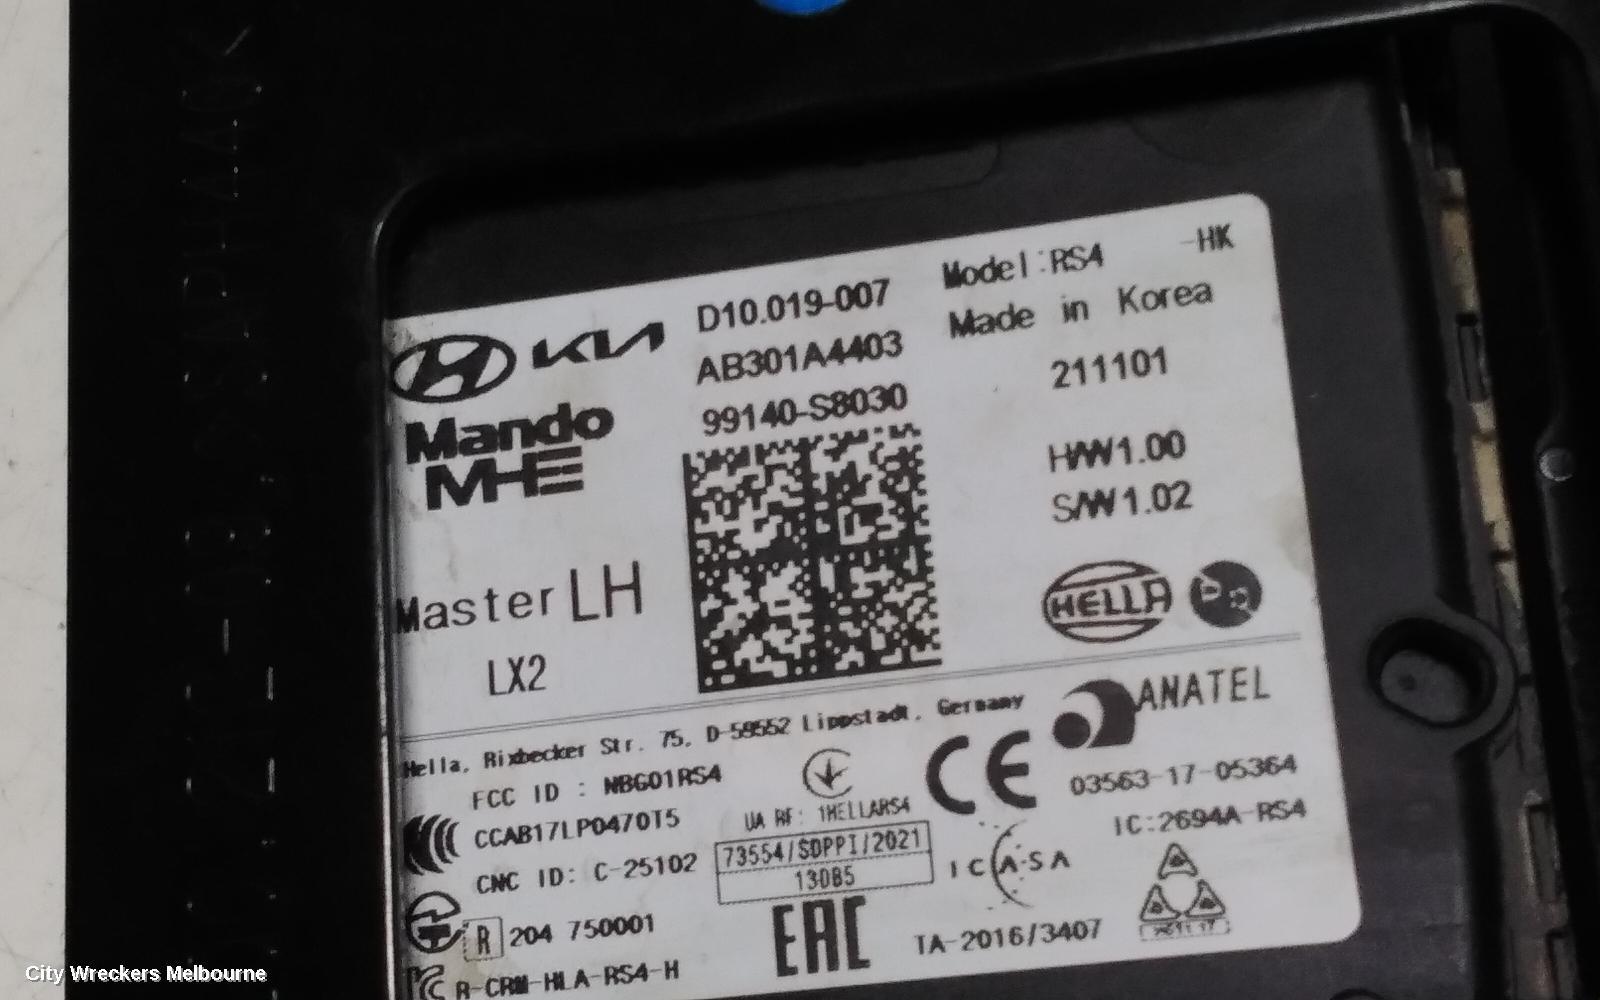 KIA
D10.019-007
Model:RS4 -HK
AB301A4403
Made in Korea
99140-S8030
211101
Mando
MHE
H/W1.00
S/W1.02
Master LH
LX2
HELLA
Hella, Rixbecker Str. 75, D-59552 Lippstadt, Germany
FCC ID : NBG01RS4
CE
ANATEL
03563-17-05364
CCAB17LP0470T5
UA RF: 1HELLARS4
IC:2694A-RS4
CNC ID: C-25102
73554/SDPPI/2021
13085
ICASA
R 204 750001
EAC
TA-2016/3407
R-CRM-HLA-RS4-H
City Wreckers Melbourne